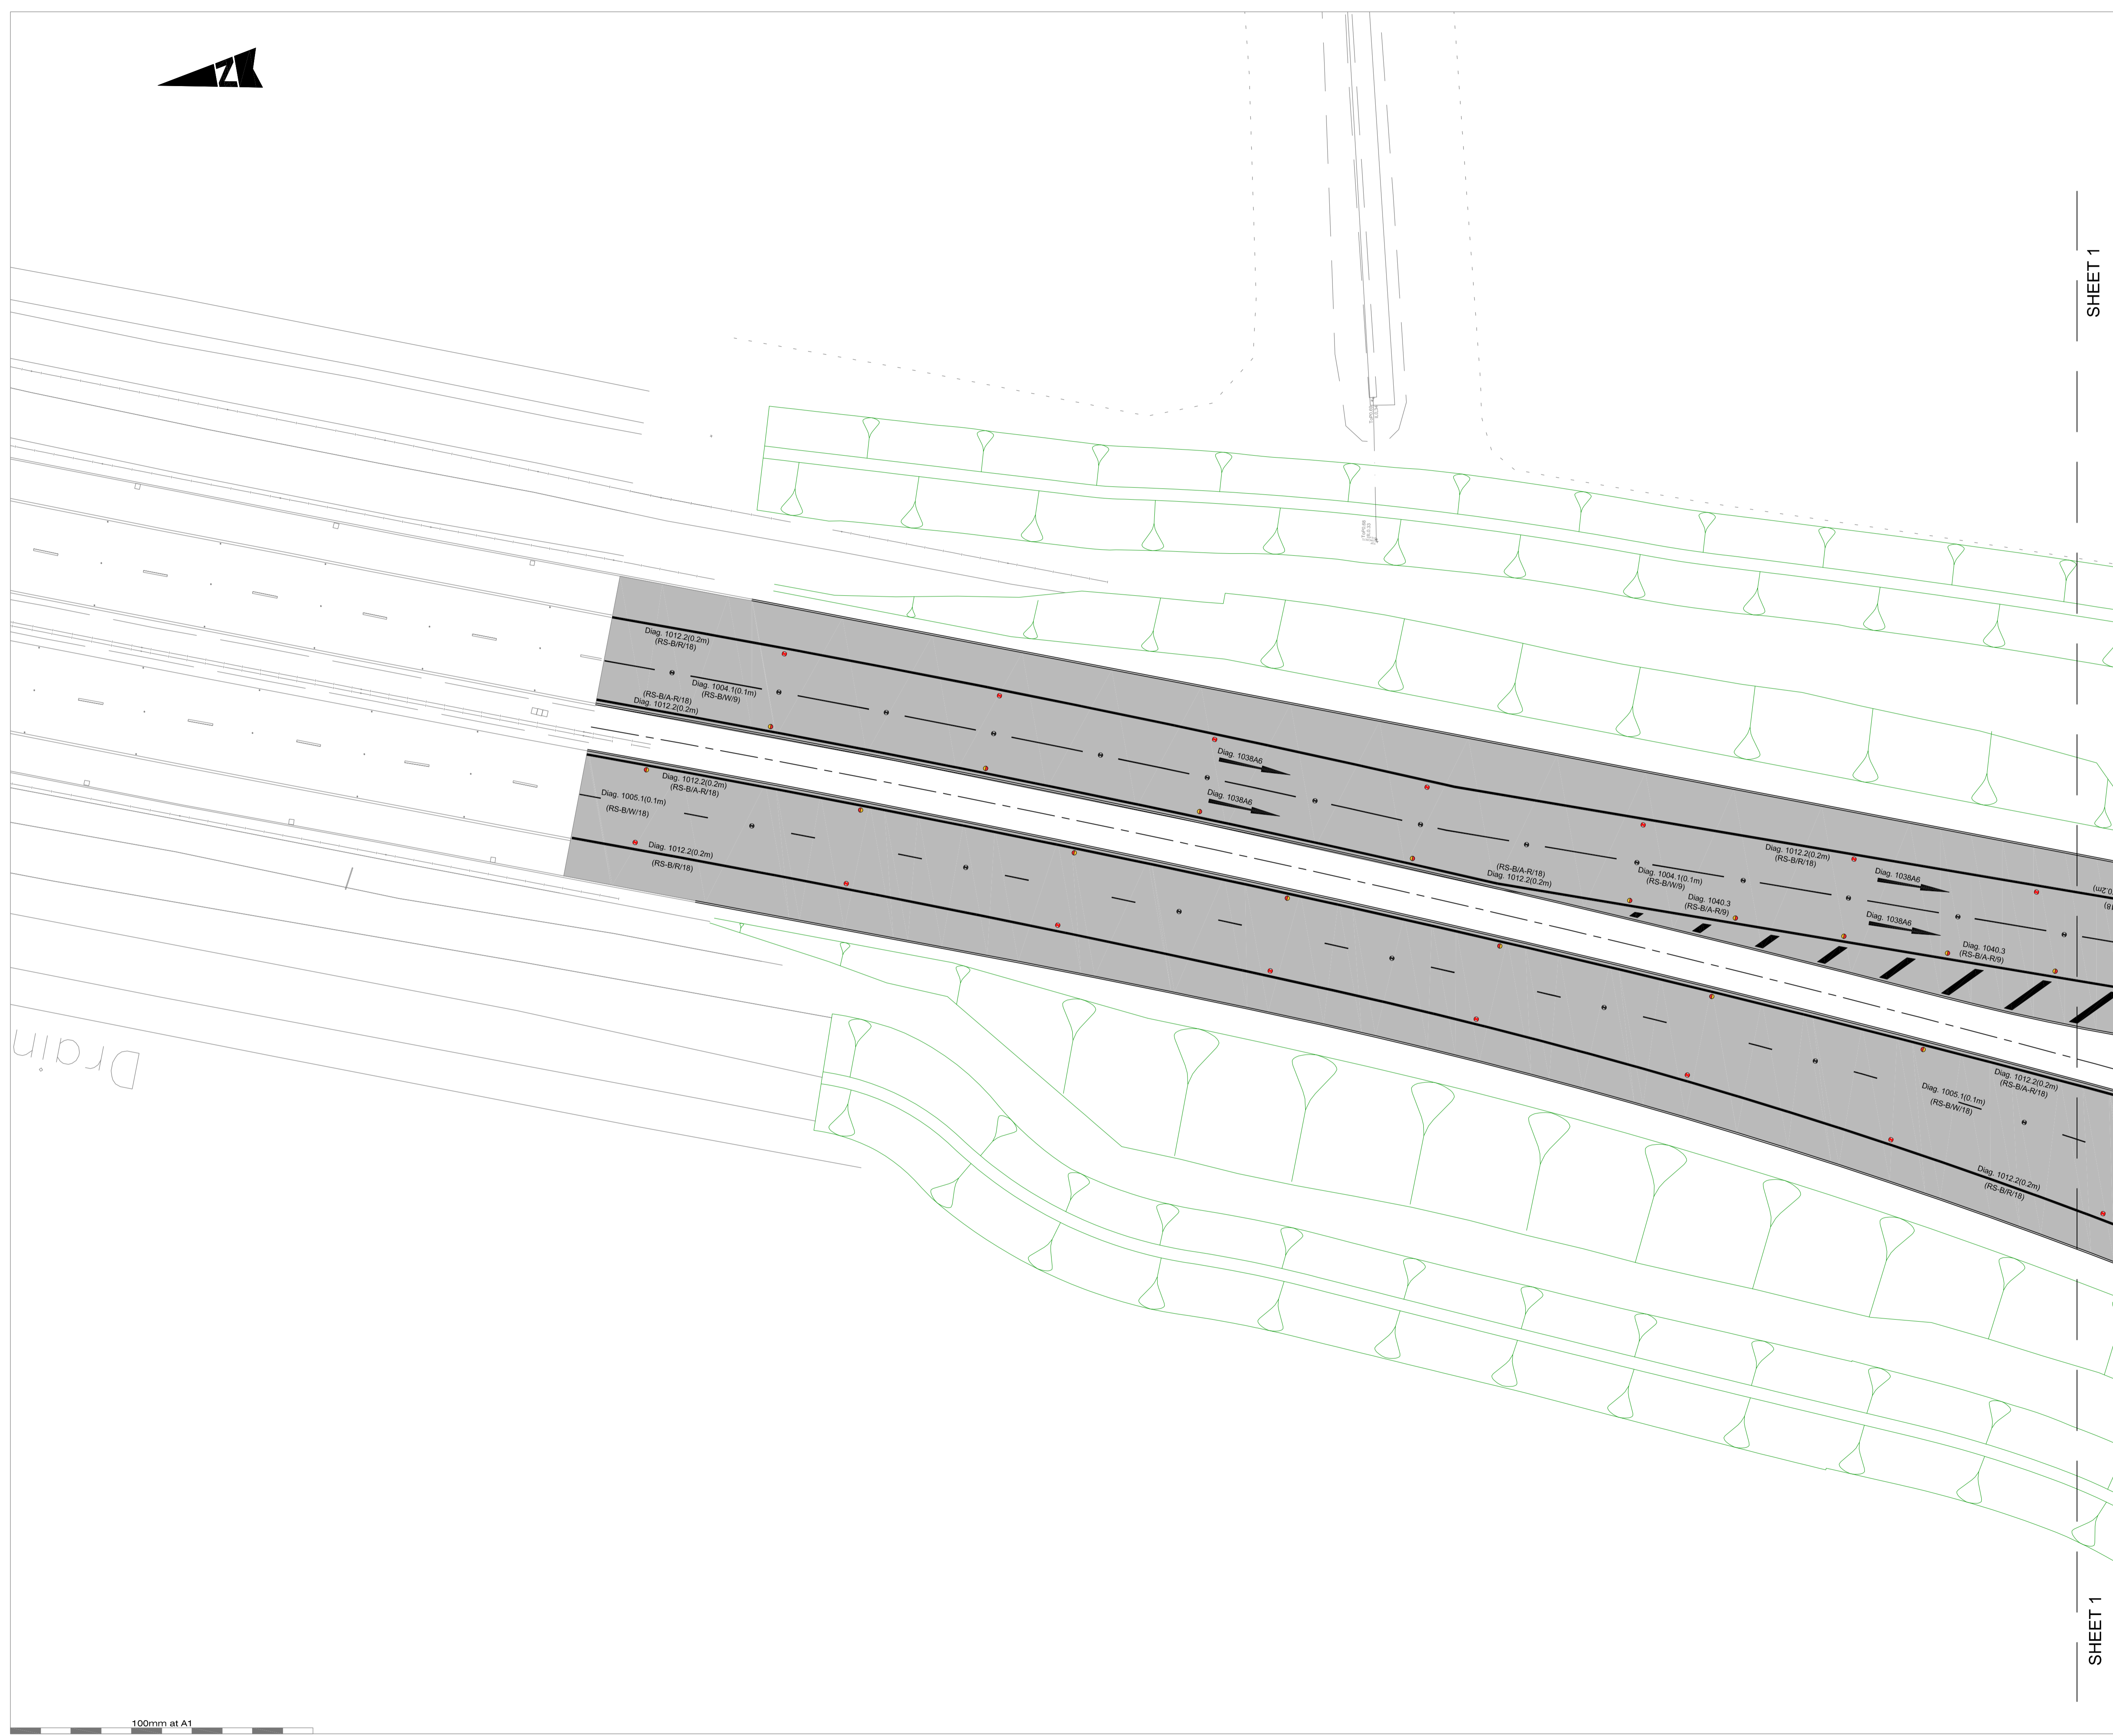 N
SHEET 1
Diag. 1012.2(0.2m)
(RS-B/R/18)
Diag. 1004.1(0.1m)
(RS-B/W/9)
(RS-B/A-R/18)
Diag. 1012.2(0.2m)
Diag. 1038A6
Diag. 1038A6
Diag. 1012.2(0.2m)
(RS-B/A-R/18)
Diag. 1005.1(0.1m)
(RS-B/W/18)
Diag. 1012.2(0.2m)
(RS-B/R/18)
Diag. 1012.2(0.2m)
(RS-B/R/18)
(RS-B/A-R/18)
Diag. 1012.2(0.2m)
Diag. 1004.1(0.1m)
(RS-B/W/9)
Diag. 1038A6
Diag. 1040.3
(RS-B/A-R/9)
Diag. 1038A6
Diag. 1040.3
(RS-B/A-R/9)
0.2m)
18)
Diag. 1012.2(0.2m)
(RS-B/A-R/18)
Diag. 1005.1(0.1m)
(RS-B/W/18)
Diag. 1012.2(0.2m)
(RS-B/R/18)
Drain
SHEET 1
100mm at A1